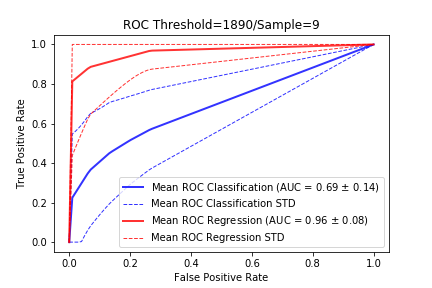 ROC Threshold=1890/Sample=9
True Positive Rate
1.0
0.8
0.6
0.4
0.2
0.0
Mean ROC Classification (AUC = 0.69 ± 0.14)
Mean ROC Classification STD
Mean ROC Regression (AUC = 0.96 ± 0.08)
Mean ROC Regression STD
0.0 0.2 0.4 0.6 0.8 1.0
False Positive Rate